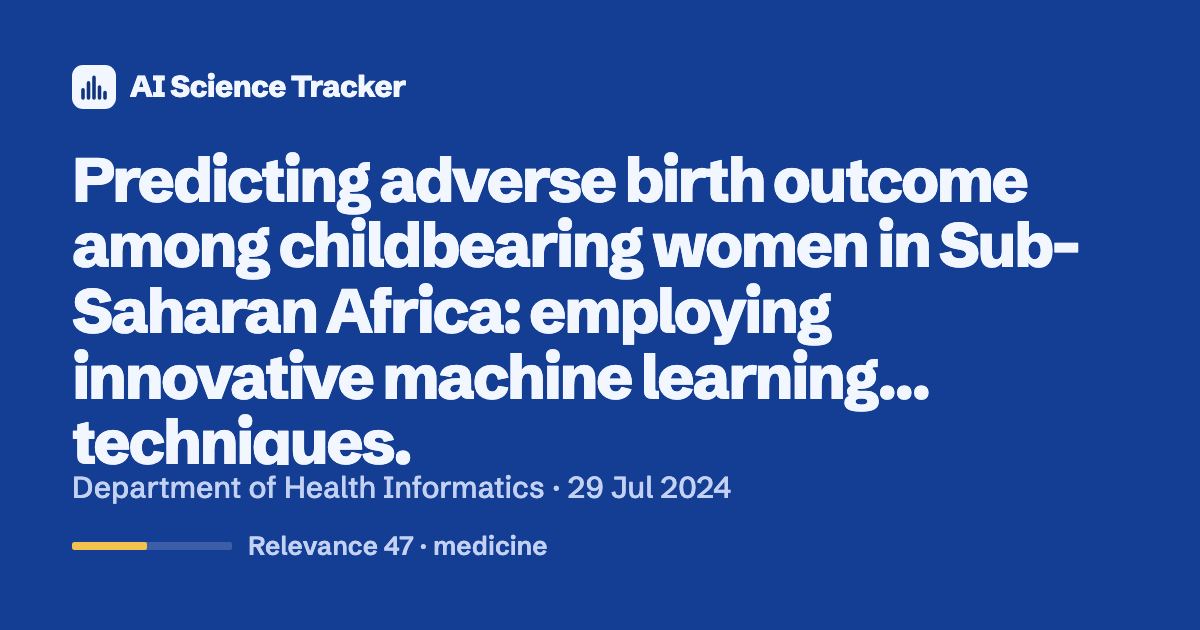 AI Science Tracker
Predicting adverse birth outcome
among childbearing women in Sub-
Saharan Africa: employing
innovative machine learning...
techniques.
Department of Health Informatics · 29 Jul 2024
Relevance 47 · medicine